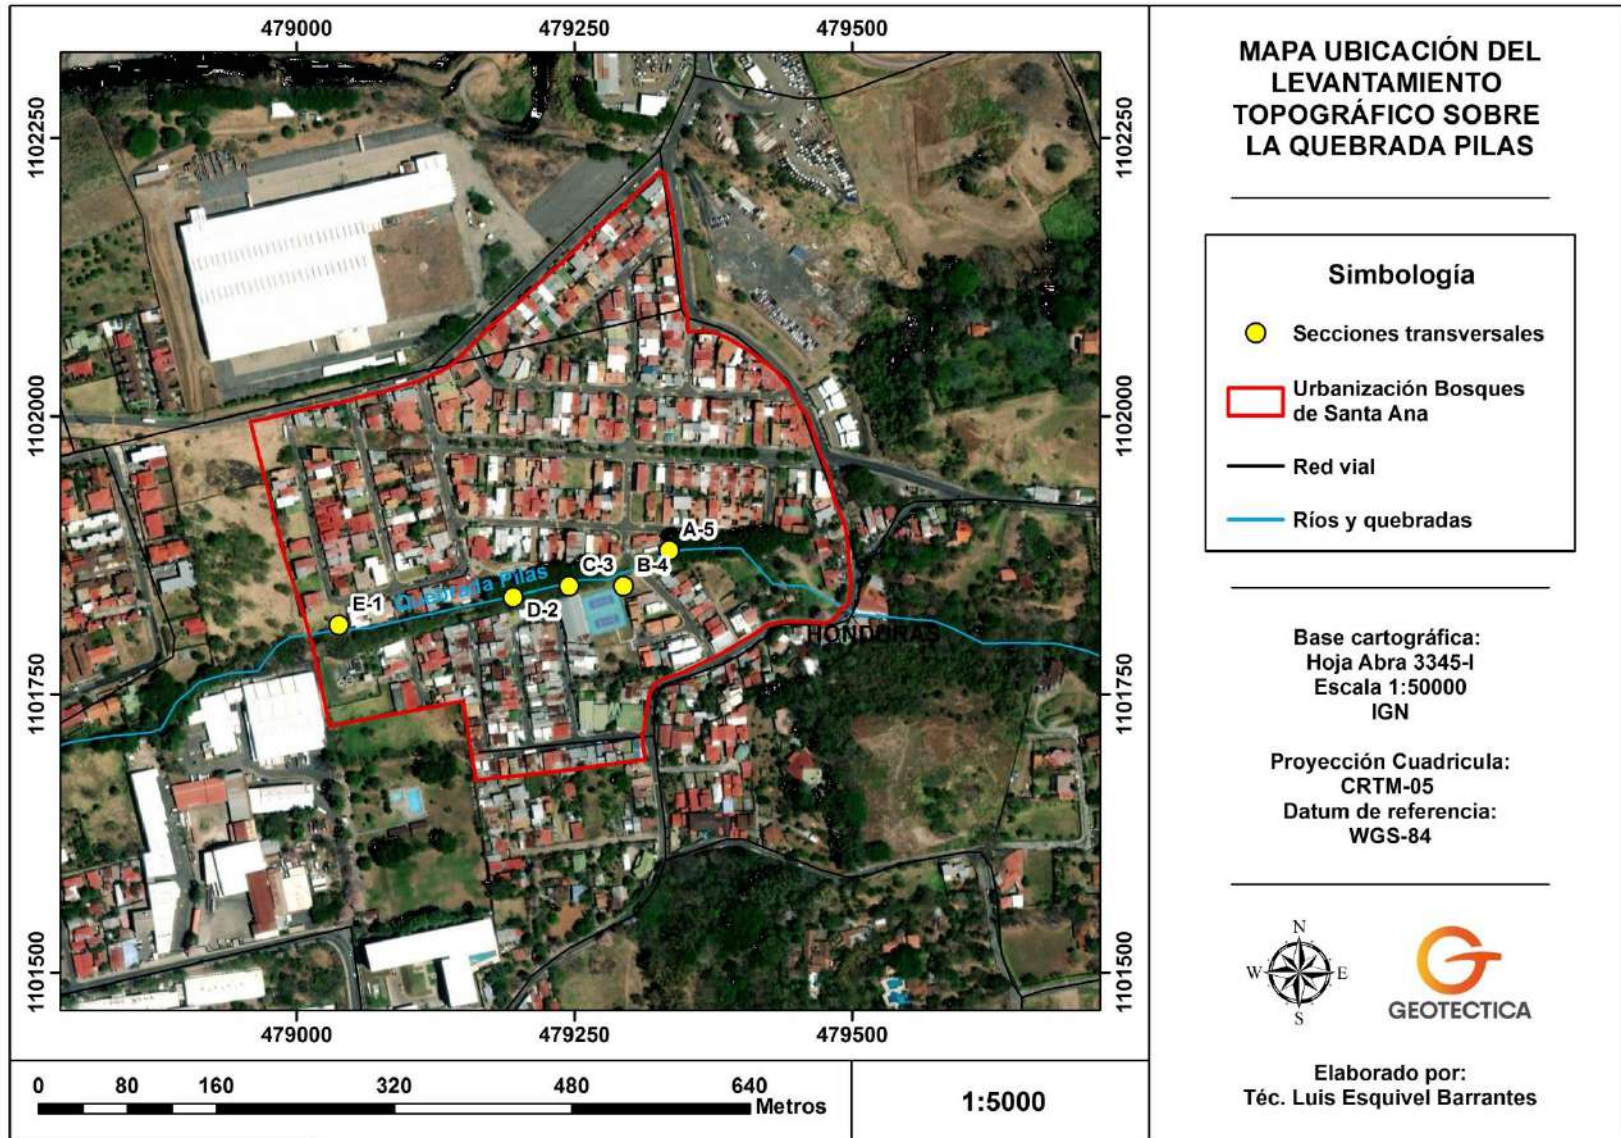 479000
479250
479500
1102250
1102000
1101750
1101500
1102250
1102000
1101750
1101500
A-5
C-3
B-4
Quebrada Pilas
E-1
D-2
HONDURAS
479000
479250
479500
0 80 160 320 480 640
Metros
1:5000
MAPA UBICACIÓN DEL
LEVANTAMIENTO
TOPOGRÁFICO SOBRE
LA QUEBRADA PILAS
Simbología
Secciones transversales
Urbanización Bosques
de Santa Ana
Red vial
Ríos y quebradas
Base cartográfica:
Hoja Abra 3345-I
Escala 1:50000
IGN
Proyección Cuadricula:
CRTM-05
Datum de referencia:
WGS-84
N
W E
S
GEOTECTICA
Elaborado por:
Téc. Luis Esquivel Barrantes